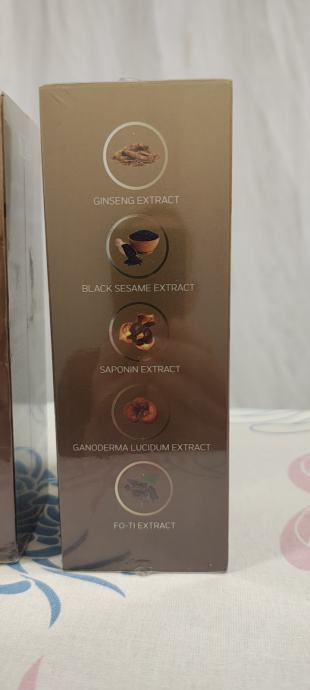 GINSENG EXTRACT
BLACK SESAME EXTRACT
SAPONIN EXTRACT
GANODERMA LUCIDUM EXTRACT
FO-TI EXTRACT